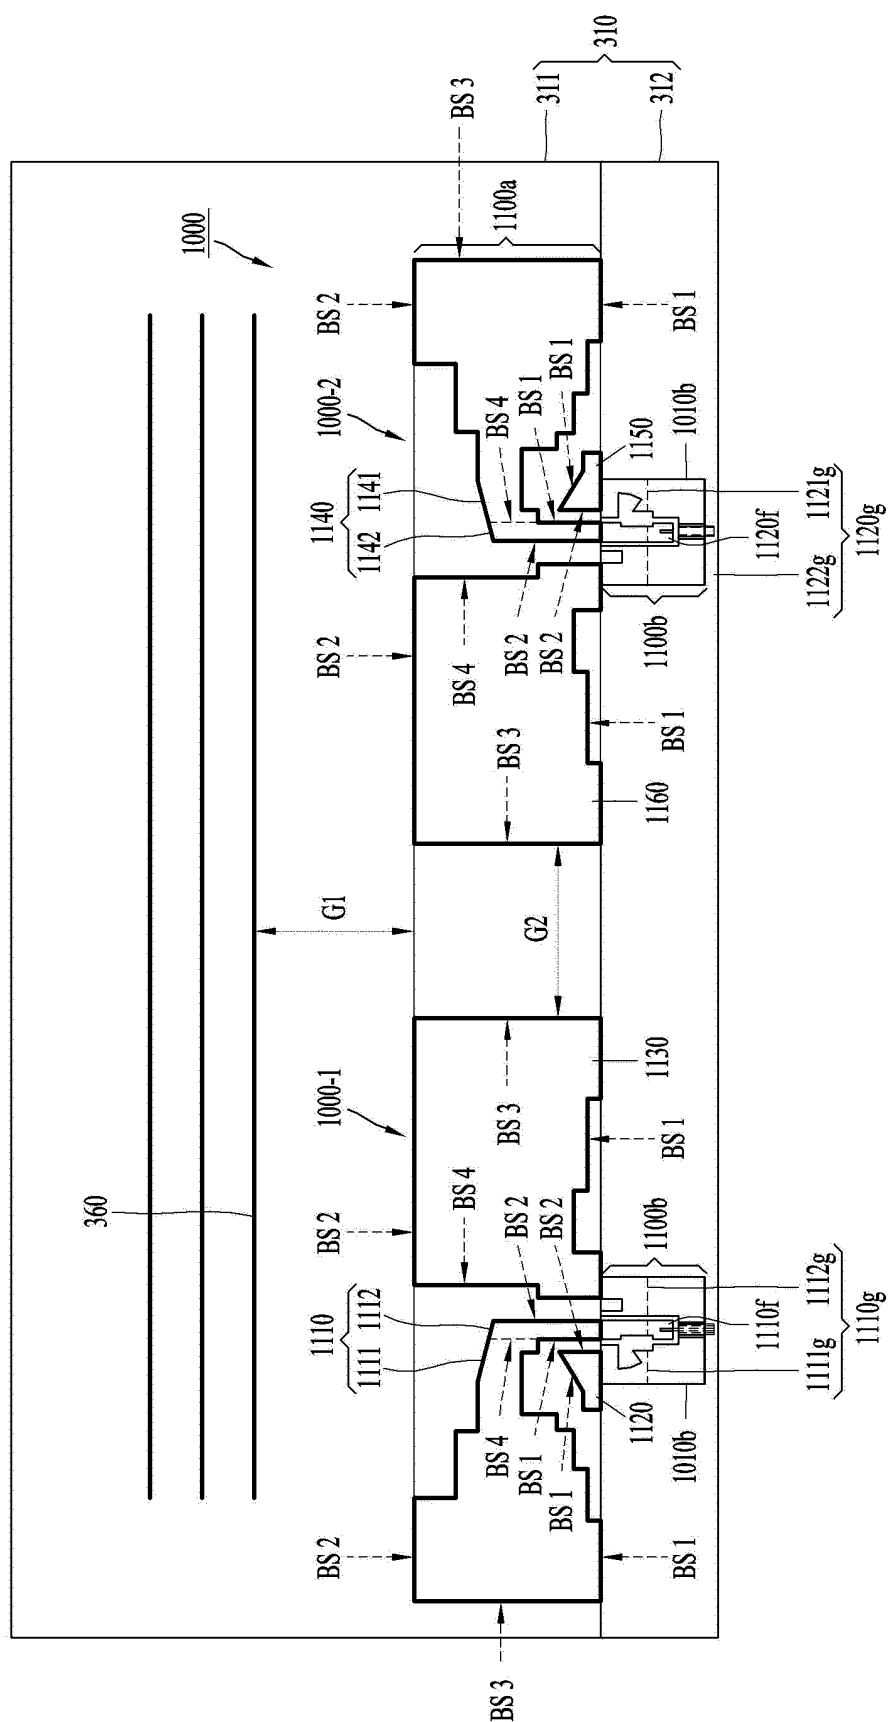 310
311
312
BS 3
1000
1100a
BS 2
BS 1
1000-2
BS 4
BS 1
BS 1
1140
1141
1142
1150
1010b
1121g
1120f
1122g
1120g
1100b
BS 2
BS 4
BS 2
BS 2
BS 3
BS 1
1160
G1
G2
1000-1
BS 3
1130
BS 1
360
BS 2
BS 4
BS 2
BS 2
1100b
1110
1112
1111
1112g
1110f
1111g
1110g
BS 4
BS 1
BS 1
1120
1010b
BS 2
BS 1
BS 3